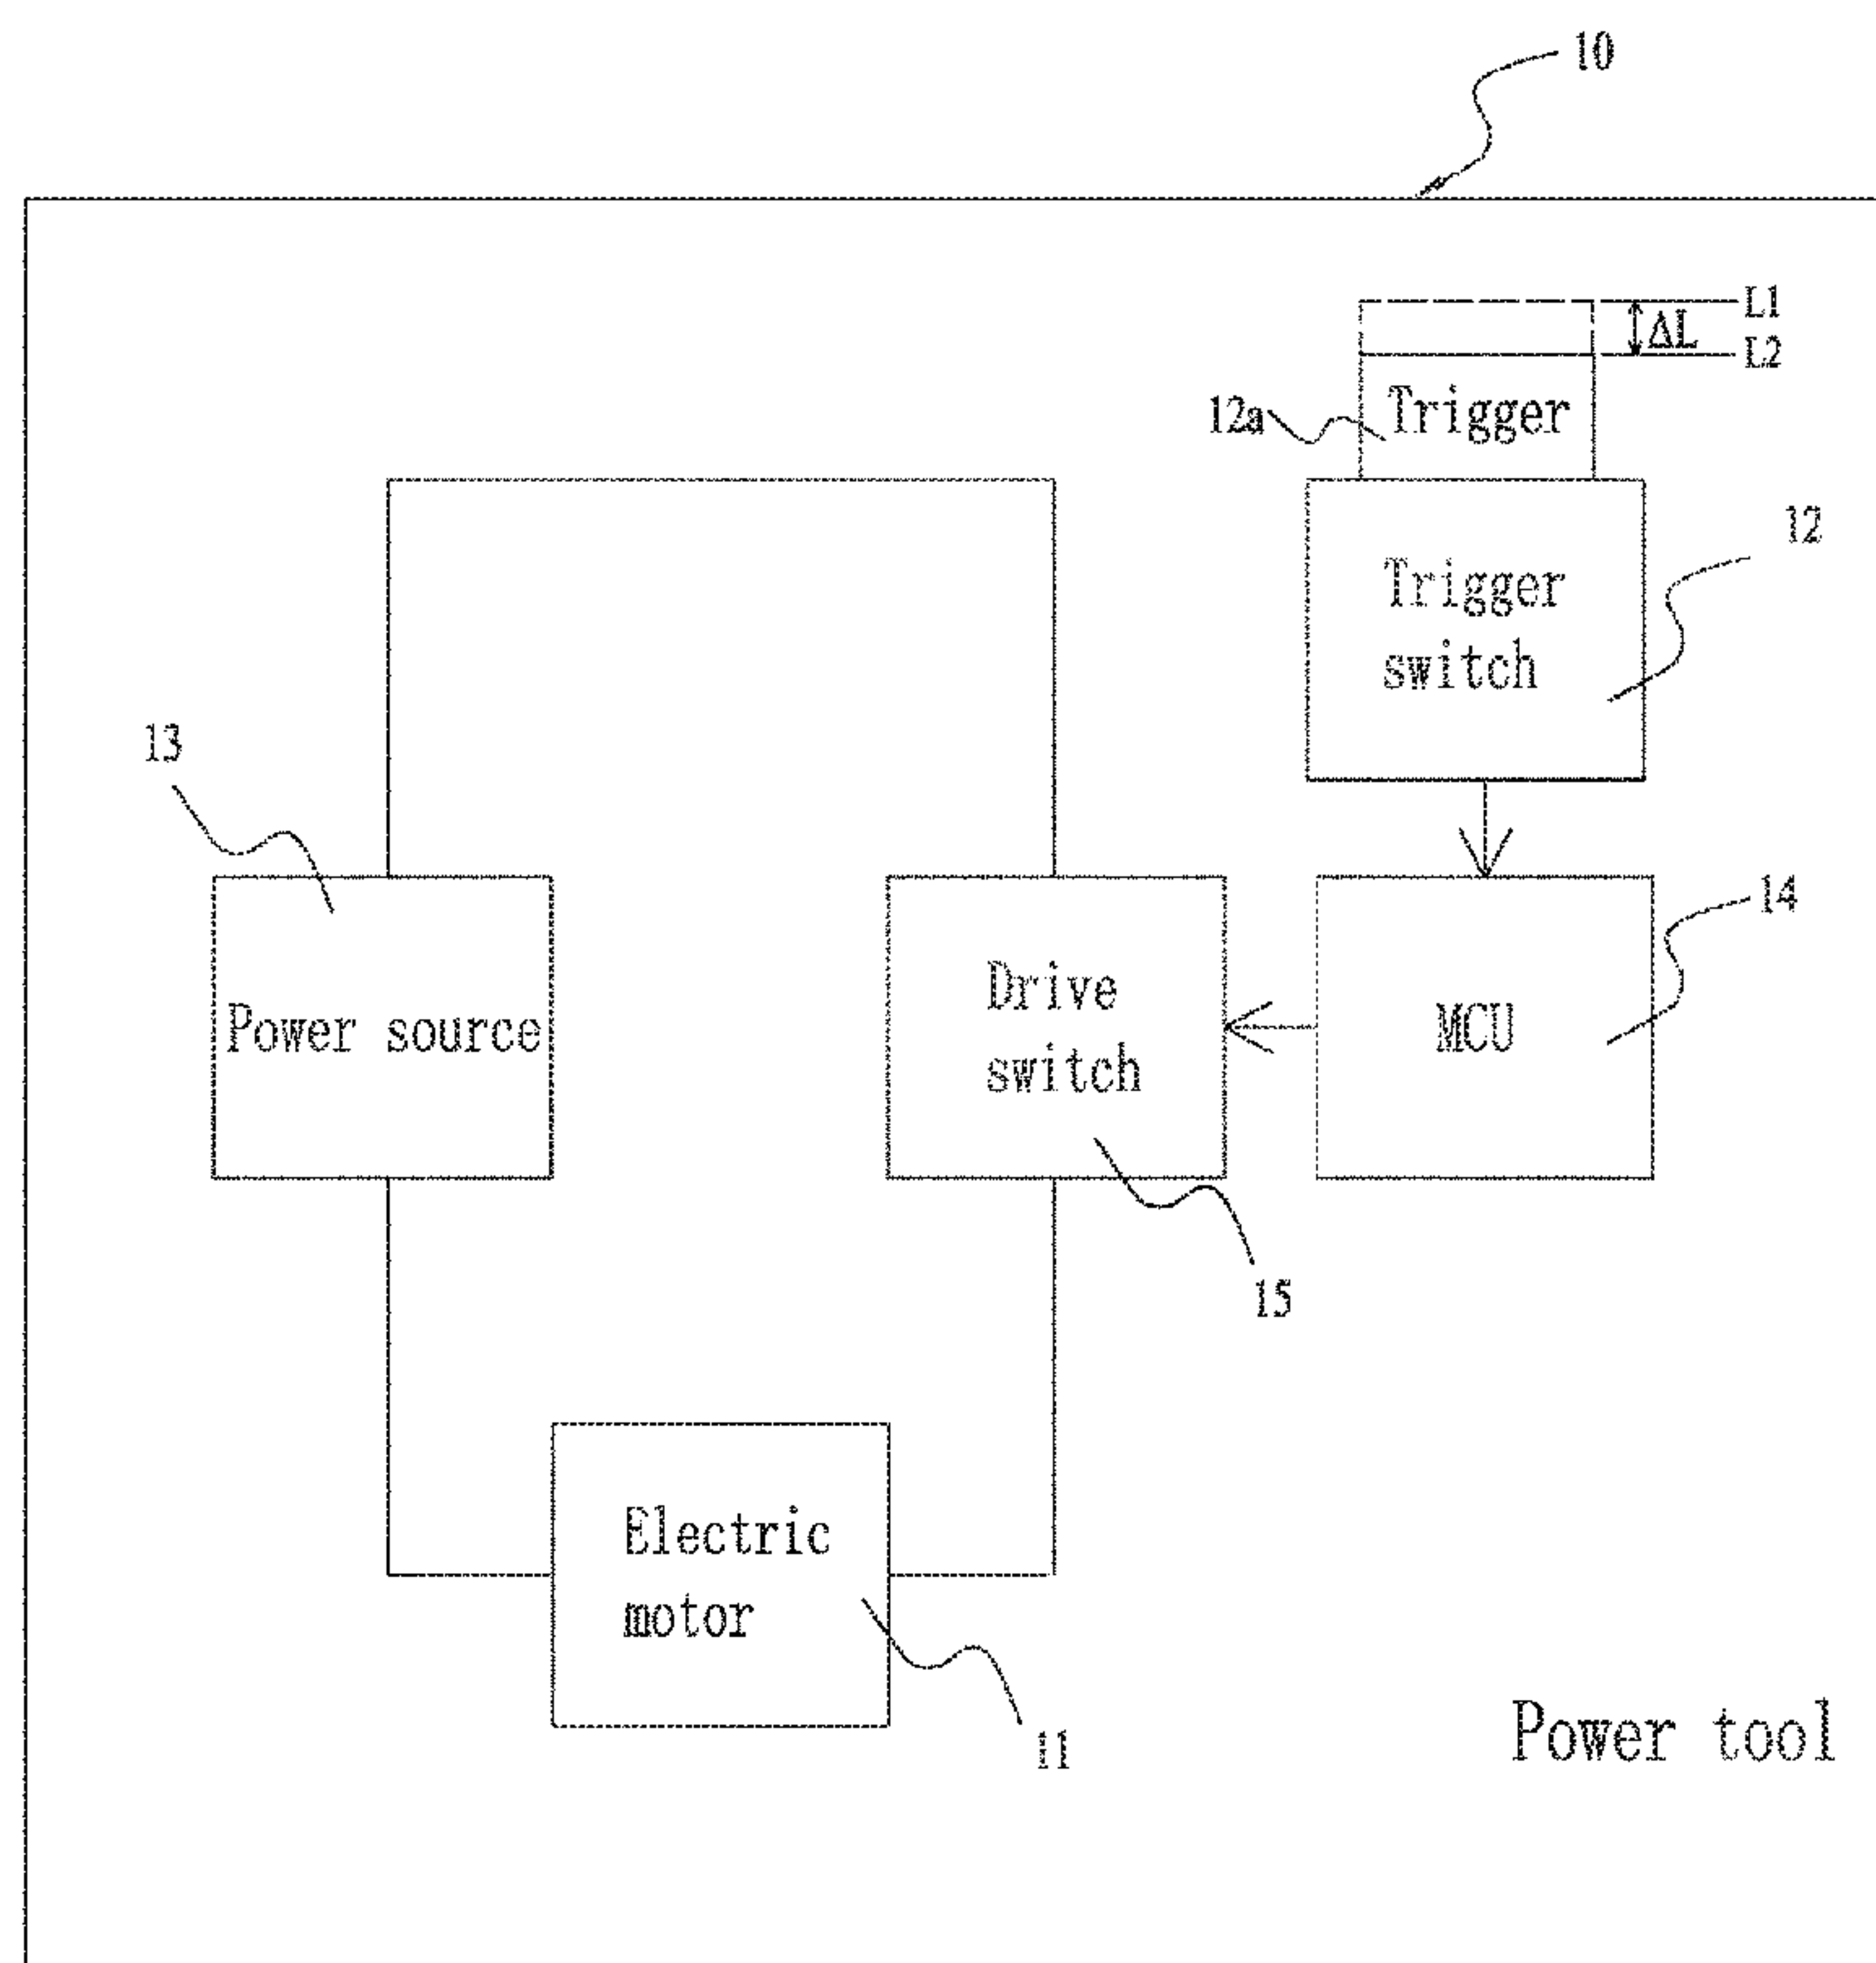 10
L1
ΔL
L2
12a
Trigger
12
Trigger
switch
13
14
Power source
Drive
switch
MCU
15
Electric
motor
11
Power tool